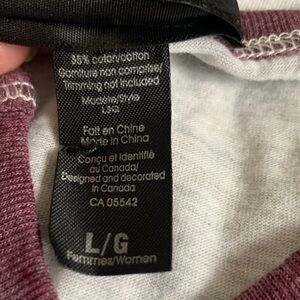 35% coton/cotton
Garniture non comprise/
Trimming not included
Modèle/Style
L3Q
Fait en Chine
Made in China
Conçu et identifié
au Canada/
Designed and decorated
in Canada
CA 05542
L/G
Femmes/Women